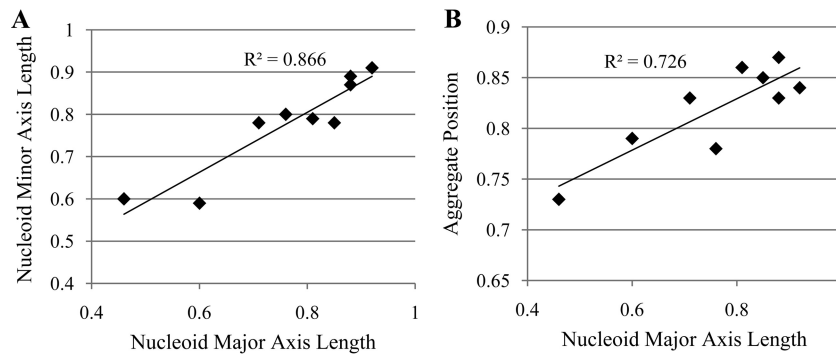 A
Nucleoid Minor Axis Length
1
0.9
0.8
0.7
0.6
0.5
0.4
R² = 0.866
0.4 0.6 0.8 1
Nucleoid Major Axis Length
B
Aggregate Position
0.9
0.85
0.8
0.75
0.7
0.65
R² = 0.726
0.4 0.6 0.8
Nucleoid Major Axis Length